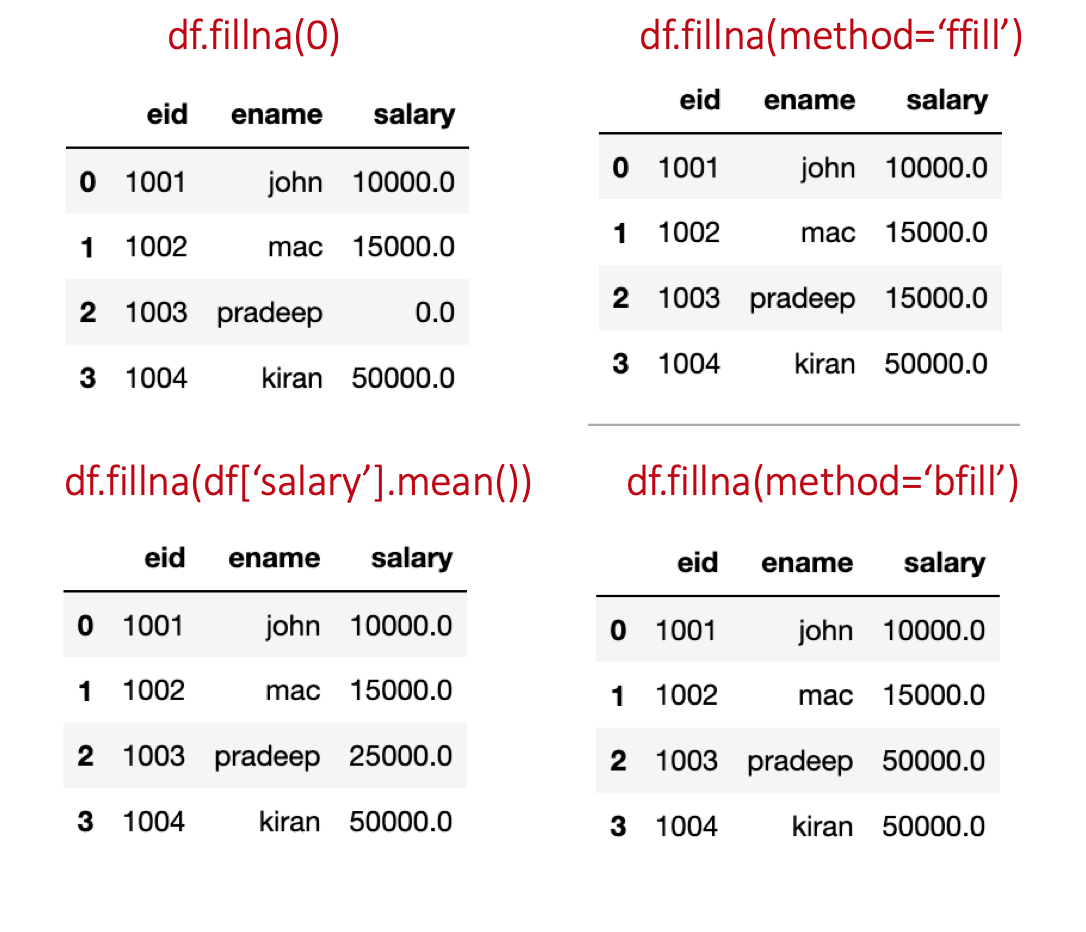 df.fillna(0)
eid ename salary
0 1001 john 10000.0
1 1002 mac 15000.0
2 1003 pradeep 0.0
3 1004 kiran 50000.0
df.fillna(method=‘ffill’)
eid ename salary
0 1001 john 10000.0
1 1002 mac 15000.0
2 1003 pradeep 15000.0
3 1004 kiran 50000.0
df.fillna(df[‘salary’].mean())
eid ename salary
0 1001 john 10000.0
1 1002 mac 15000.0
2 1003 pradeep 25000.0
3 1004 kiran 50000.0
df.fillna(method=‘bfill’)
eid ename salary
0 1001 john 10000.0
1 1002 mac 15000.0
2 1003 pradeep 50000.0
3 1004 kiran 50000.0